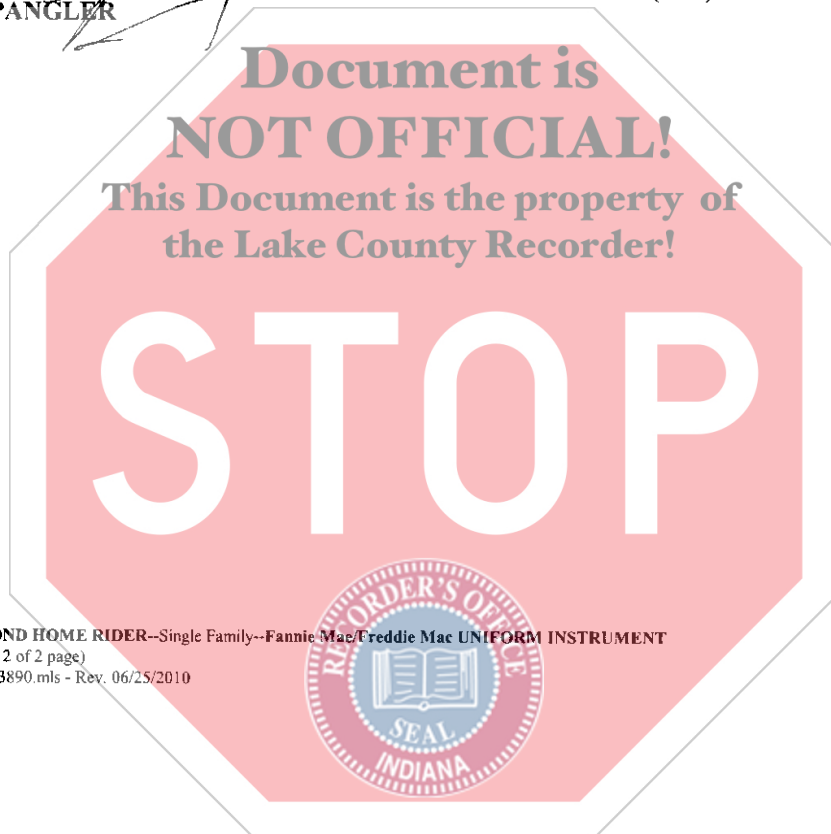 PANGLER
Document is
NOT OFFICIAL!
This Document is the property of
the Lake County Recorder!
STOP
OND HOME RIDER--Single Family--Fannie Mae/Freddie Mac UNIFORM INSTRUMENT
2 of 2 page)
3890.mls - Rev. 06/25/2010
RECORDER'S OFFICE
SEAL
INDIANA